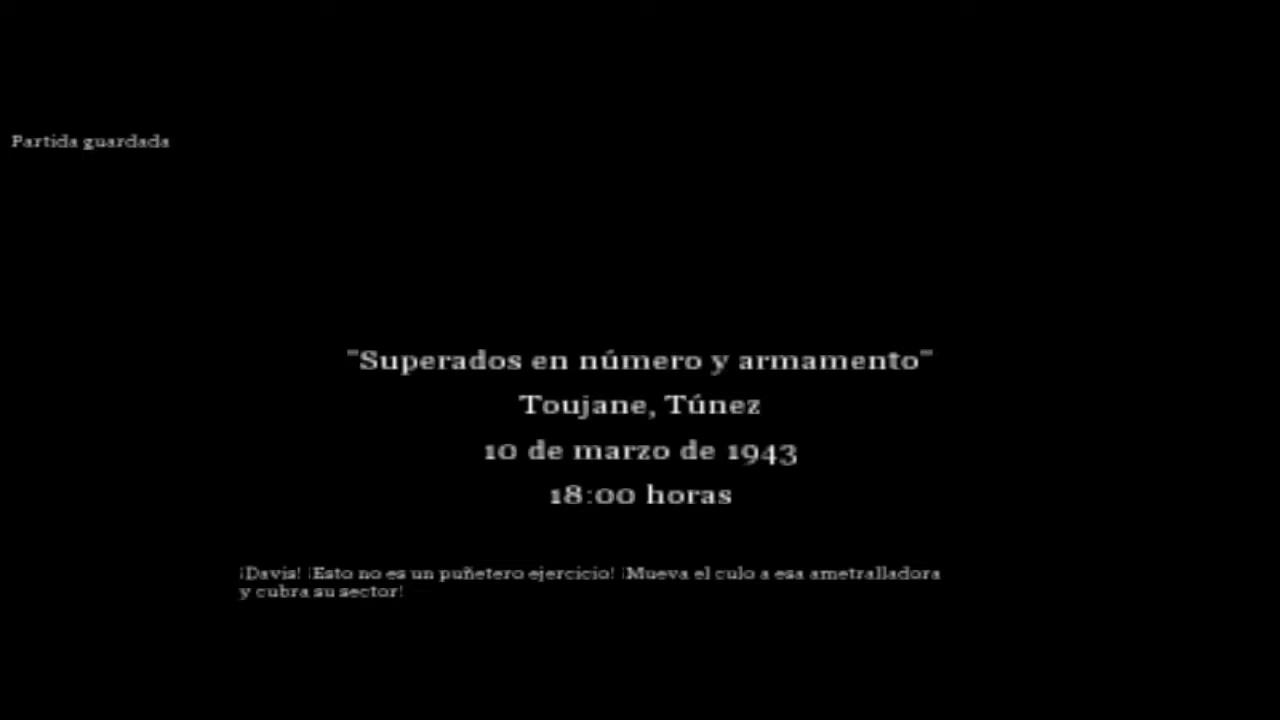 Partida guardada
"Superados en número y armamento"
Toujane, Túnez
10 de marzo de 1943
18:00 horas
¡Davis! ¡Esto no es un puñetero ejercicio! ¡Mueva el culo a esa ametralladora
y cubra su sector!